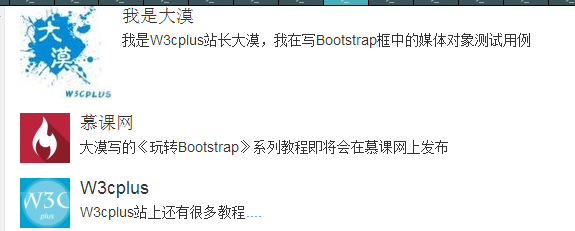 大漠
W3CPLUS
我是大漠
我是W3cplus站长大漠，我在写Bootstrap框中的媒体对象测试用例
慕课网
大漠写的《玩转Bootstrap》系列教程即将会在慕课网上发布
W3C
plus
W3cplus
W3cplus站上还有很多教程....